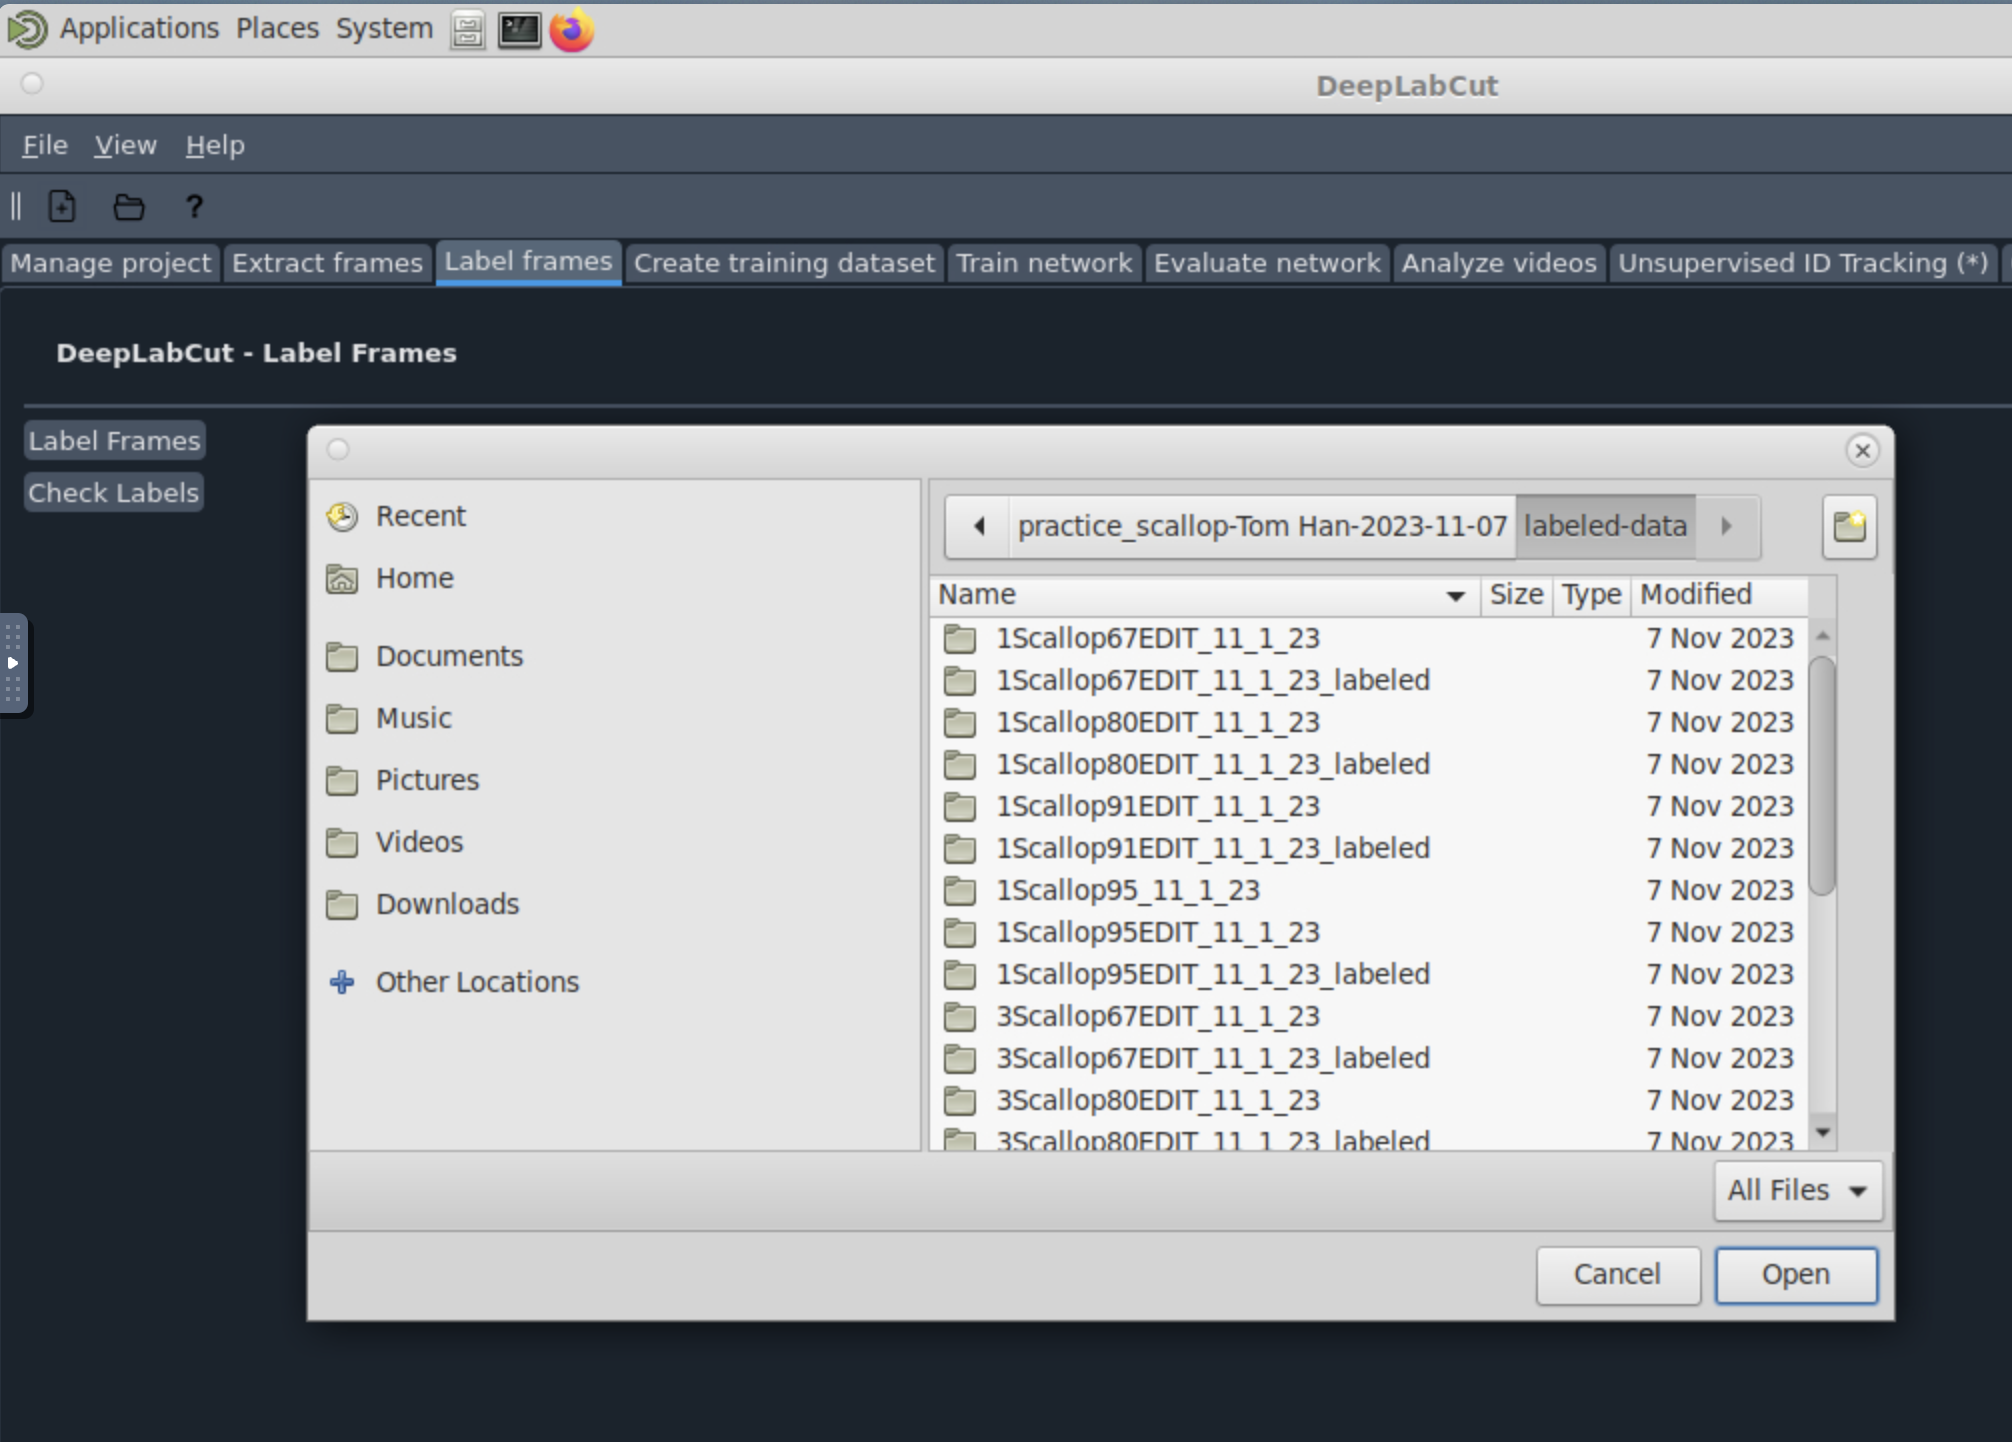 Applications Places System
DeepLabCut
File View Help
?
Manage project Extract frames Label frames Create training dataset Train network Evaluate network Analyze videos Unsupervised ID Tracking (*)
DeepLabCut - Label Frames
Label Frames
Check Labels
Recent
Home
Documents
Music
Pictures
Videos
Downloads
Other Locations
practice_scallop-Tom Han-2023-11-07 labeled-data
Name Size Type Modified
1Scallop67EDIT_11_1_23 7 Nov 2023
1Scallop67EDIT_11_1_23_labeled 7 Nov 2023
1Scallop80EDIT_11_1_23 7 Nov 2023
1Scallop80EDIT_11_1_23_labeled 7 Nov 2023
1Scallop91EDIT_11_1_23 7 Nov 2023
1Scallop91EDIT_11_1_23_labeled 7 Nov 2023
1Scallop95_11_1_23 7 Nov 2023
1Scallop95EDIT_11_1_23 7 Nov 2023
1Scallop95EDIT_11_1_23_labeled 7 Nov 2023
3Scallop67EDIT_11_1_23 7 Nov 2023
3Scallop67EDIT_11_1_23_labeled 7 Nov 2023
3Scallop80EDIT_11_1_23 7 Nov 2023
3Scallop80EDIT_11_1_23_labeled 7 Nov 2023
All Files
Cancel Open